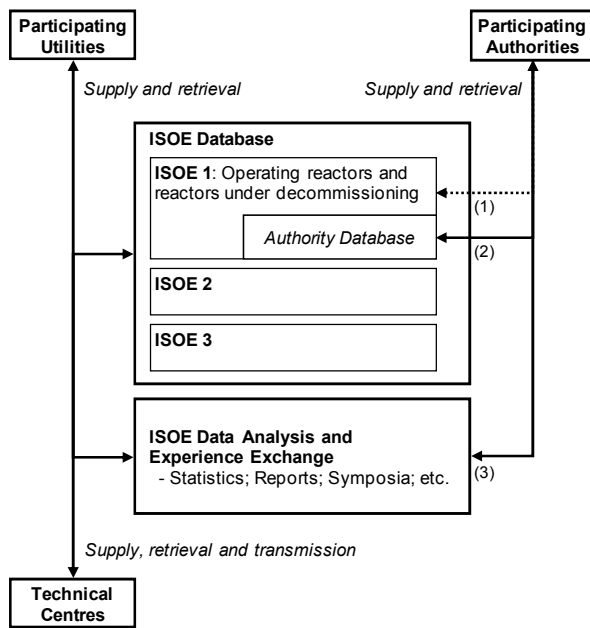 Participating
Utilities
Participating
Authorities
Supply and retrieval
Supply and retrieval
ISOE Database
ISOE 1: Operating reactors and
reactors under decommissioning
(1)
Authority Database
(2)
ISOE 2
ISOE 3
ISOE Data Analysis and
Experience Exchange
- Statistics; Reports; Symposia; etc.
(3)
Supply, retrieval and transmission
Technical
Centres